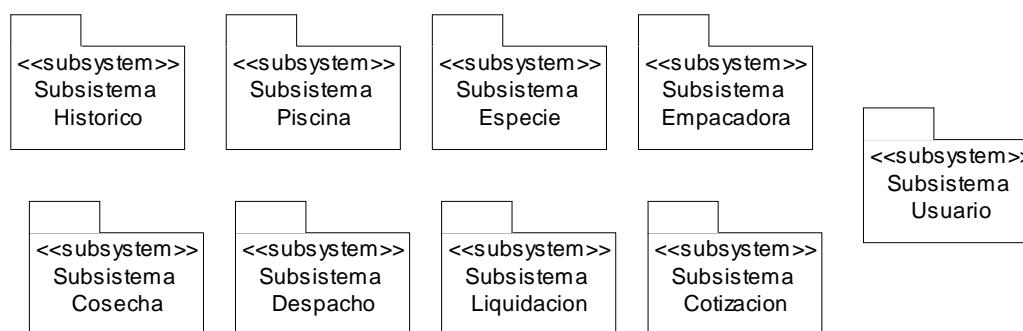 <<subsystem>>
Subsistema
Historico
<<subsystem>>
Subsistema
Piscina
<<subsystem>>
Subsistema
Especie
<<subsystem>>
Subsistema
Empacadora
<<subsystem>>
Subsistema
Usuario
<<subsystem>>
Subsistema
Cosecha
<<subsystem>>
Subsistema
Despacho
<<subsystem>>
Subsistema
Liquidacion
<<subsystem>>
Subsistema
Cotizacion